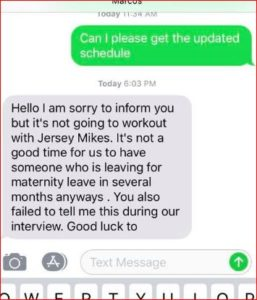 Marcos
Today 11:34 AM
Can I please get the updated
schedule
Today 6:03 PM
Hello I am sorry to inform you
but it's not going to workout
with Jersey Mikes. It's not a
good time for us to have
someone who is leaving for
maternity leave in several
months anyways . You also
failed to tell me this during our
interview. Good luck to
Text Message
Q W E R T Y U I O P